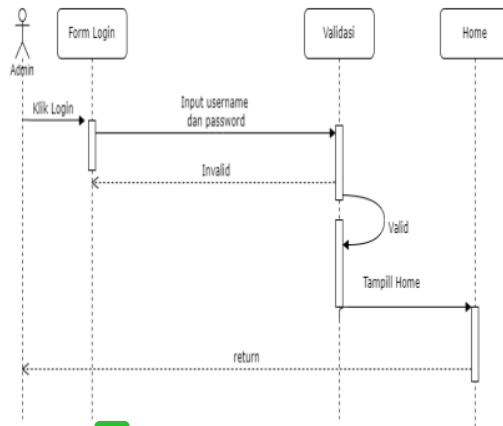 Form Login
Validasi
Home
Admin
Klik Login
Input username
dan password
Invalid
Valid
Tampill Home
return